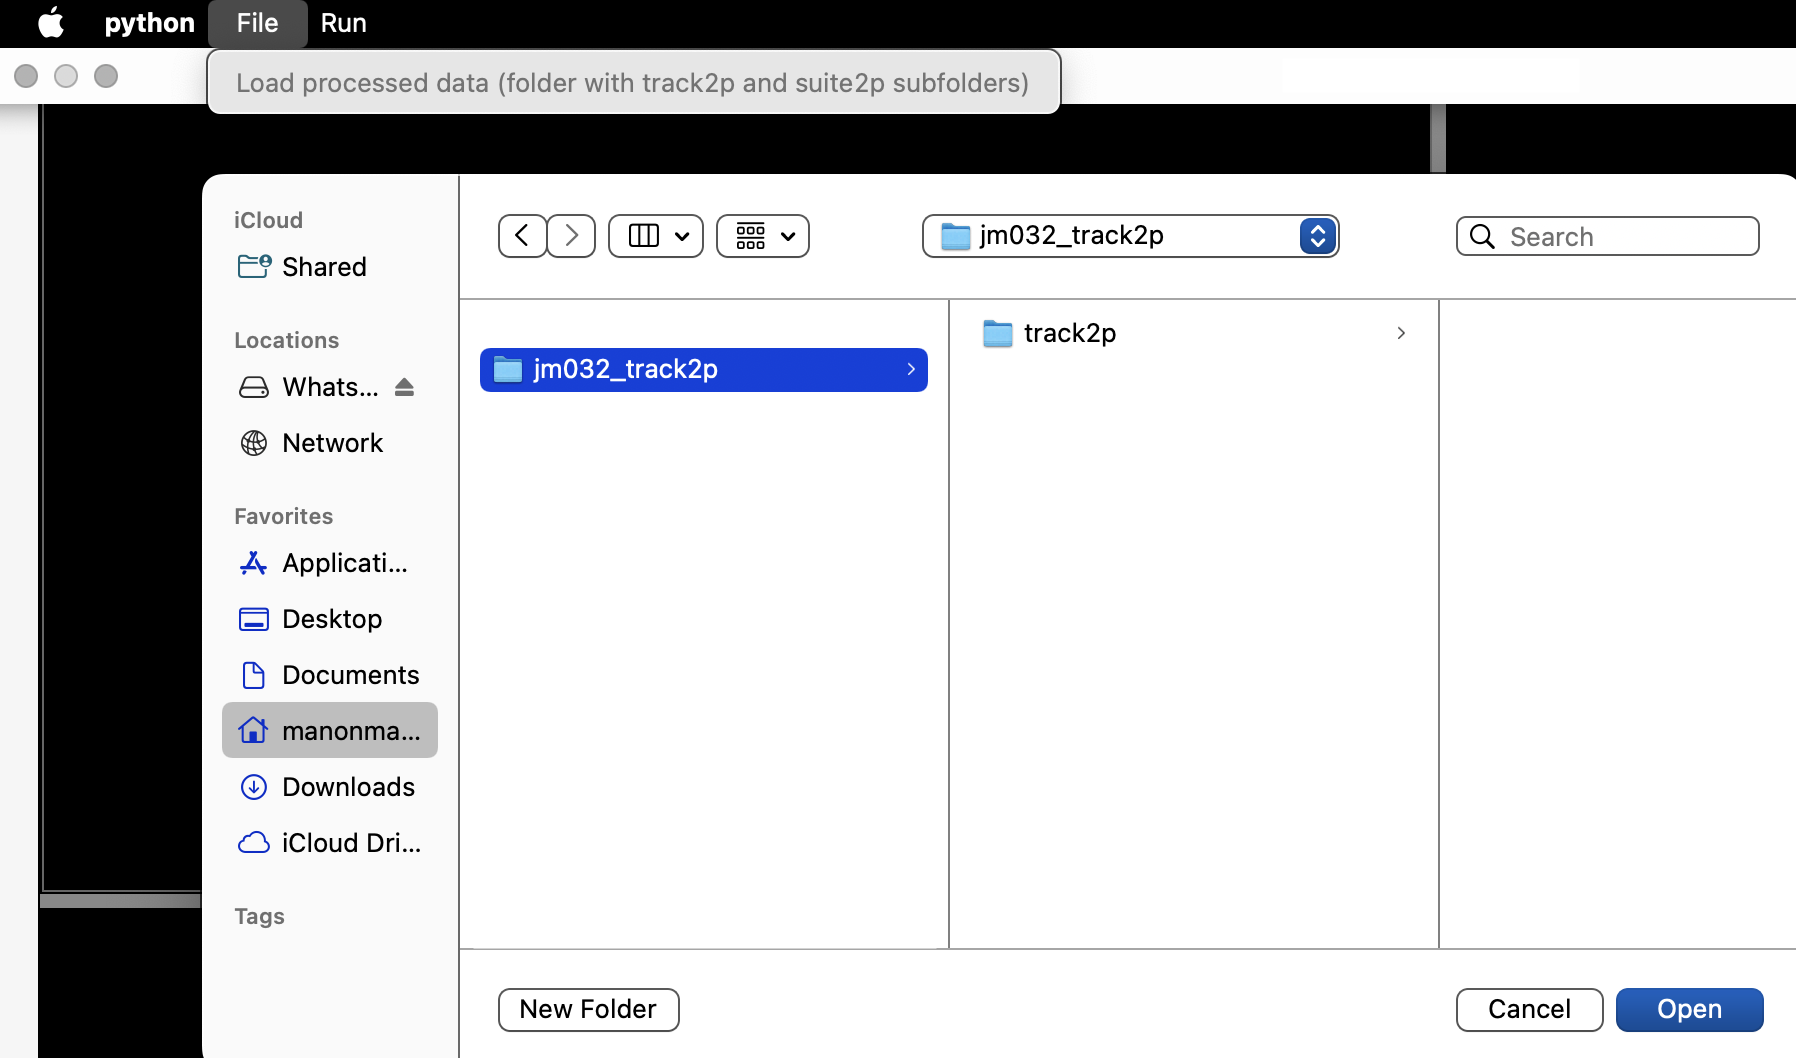 python File Run
Load processed data (folder with track2p and suite2p subfolders)
iCloud
Shared
Locations
Whats...
Network
Favorites
Applicati...
Desktop
Documents
manonma...
Downloads
iCloud Dri...
Tags
jm032_track2p
Search
jm032_track2p
track2p
New Folder
Cancel
Open